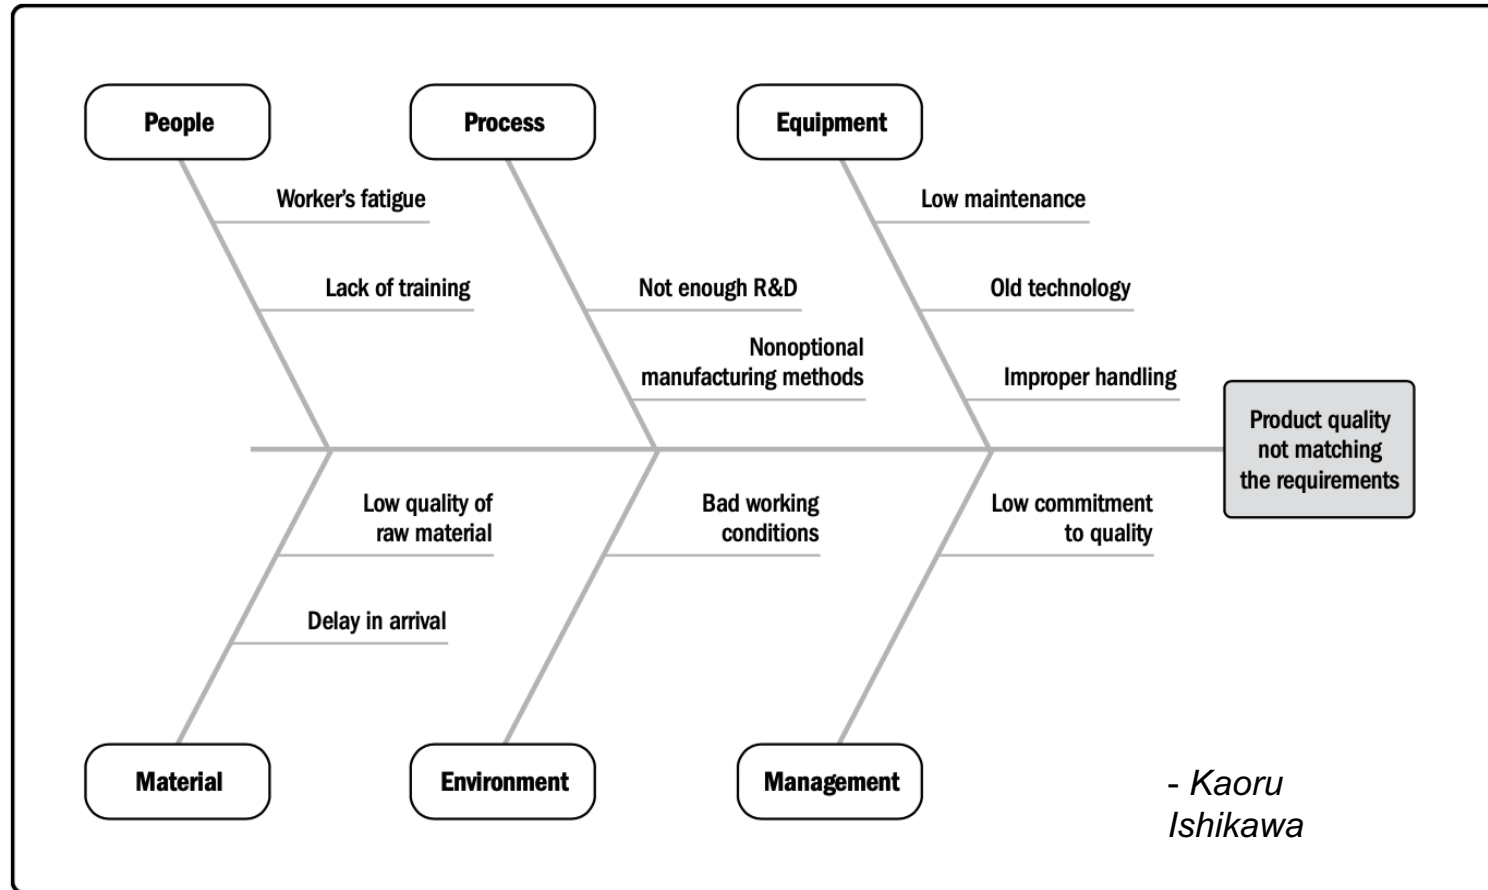 People
Process
Equipment
Worker's fatigue
Low maintenance
Lack of training
Not enough R&D
Old technology
Nonoptional
manufacturing methods
Improper handling
Product quality
not matching
the requirements
Low quality of
raw material
Bad working
conditions
Low commitment
to quality
Delay in arrival
Material
Environment
Management
- Kaoru
Ishikawa